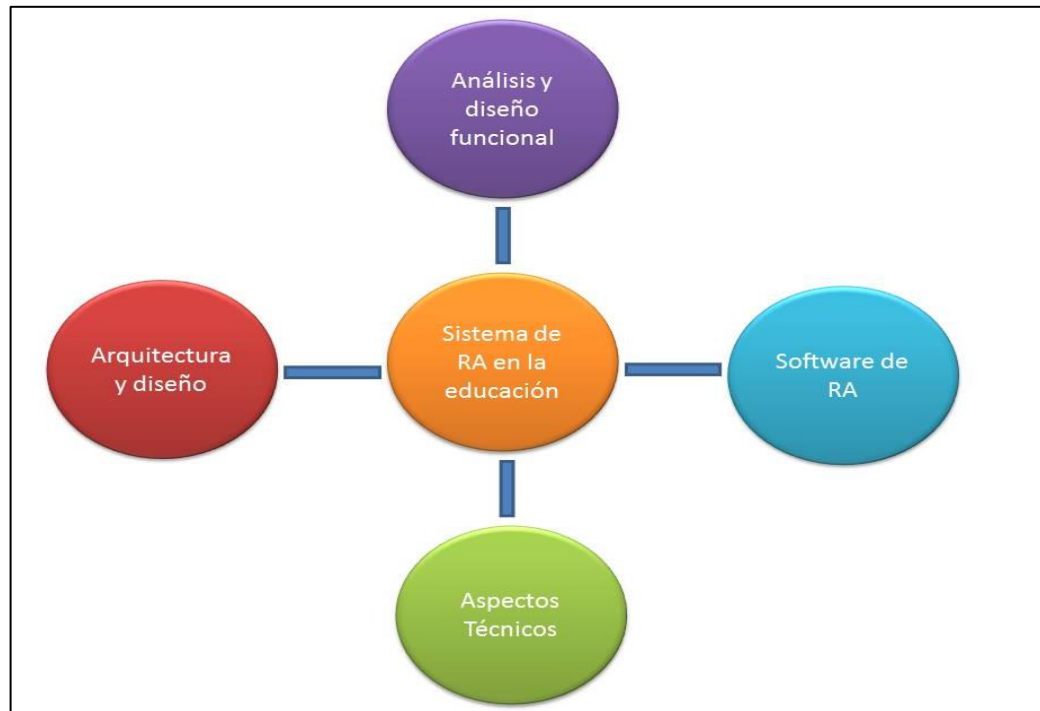 Análisis y
diseño
funcional
Arquitectura
y diseño
Sistema de
RA en la
educación
Software de
RA
Aspectos
Técnicos